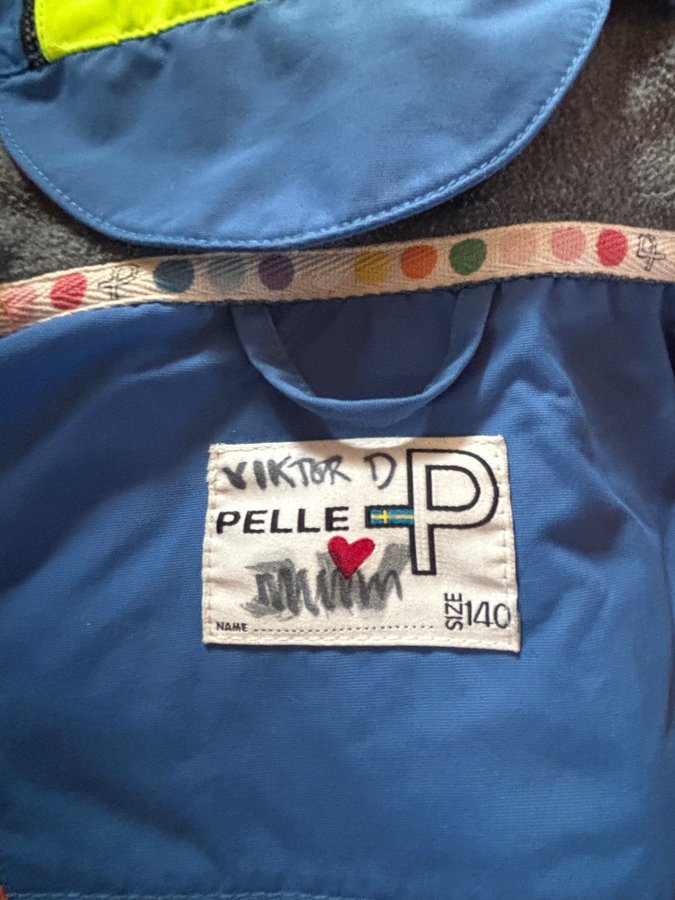 VIKTOR D
PELLE P
NAME
SIZE 140